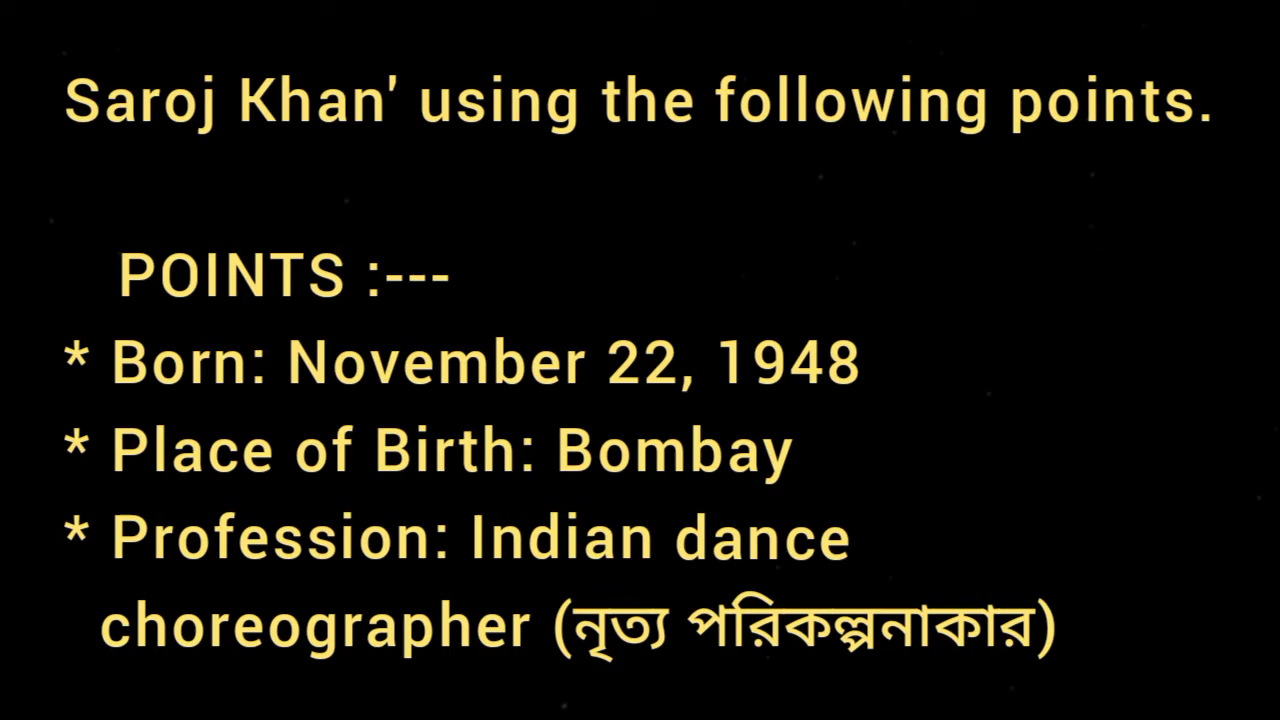 Saroj Khan' using the following points.
POINTS :---
* Born: November 22, 1948
* Place of Birth: Bombay
* Profession: Indian dance
choreographer (নৃত্য পরিকল্পনাকার)